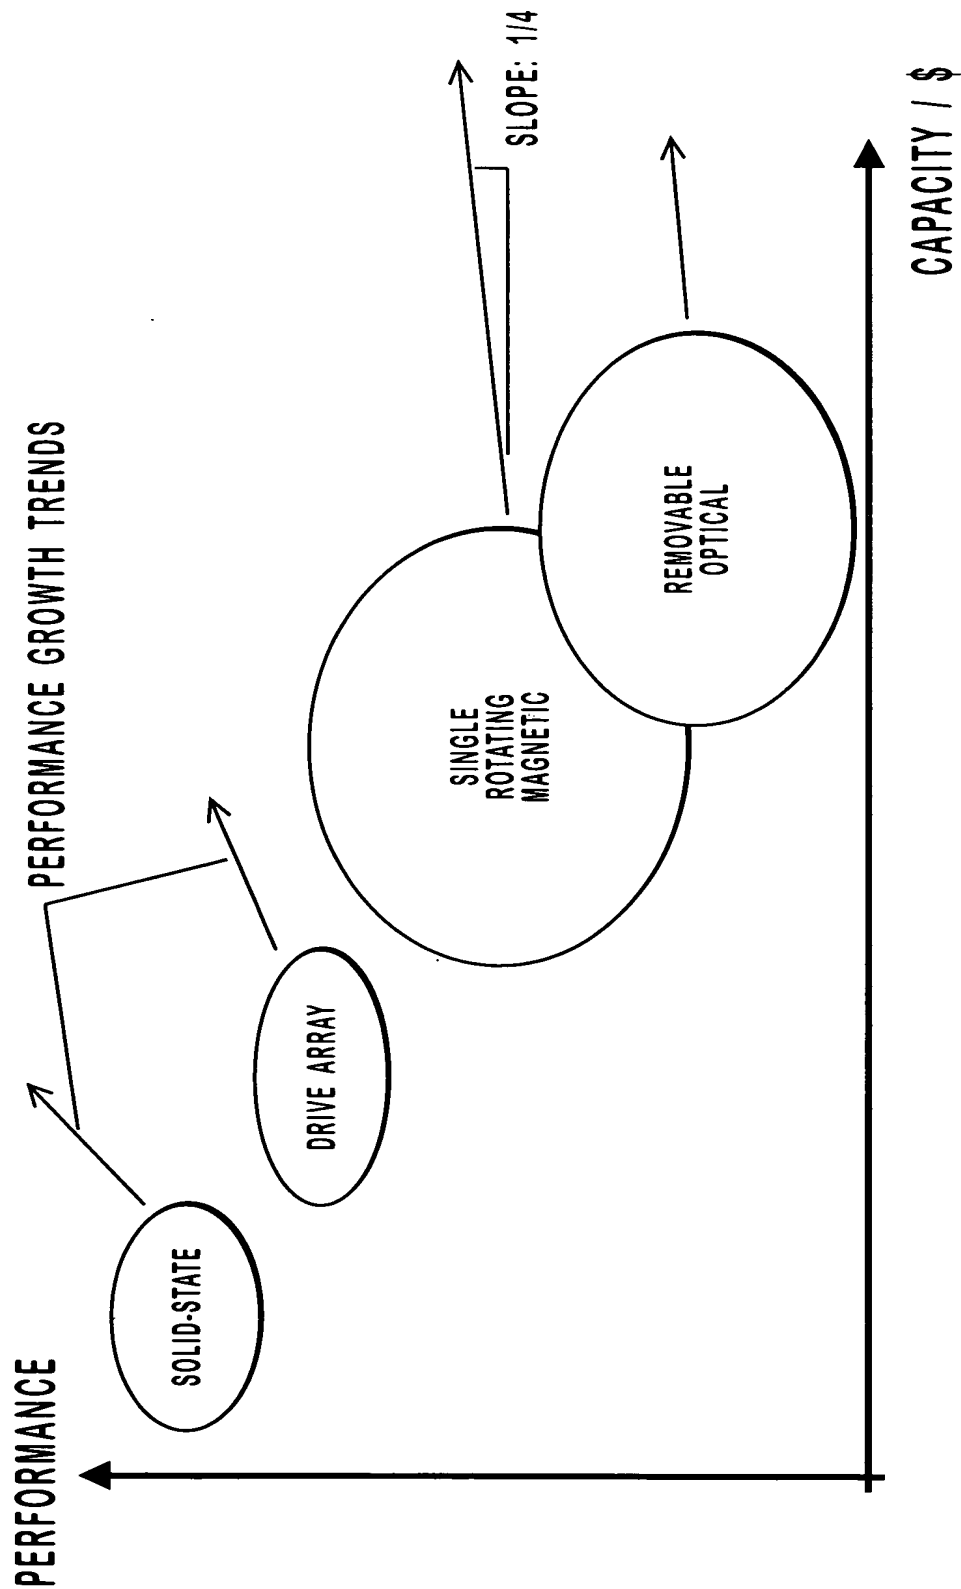 PERFORMANCE
PERFORMANCE GROWTH TRENDS
SOLID-STATE
DRIVE ARRAY
SINGLE
ROTATING
MAGNETIC
SLOPE: 1/4
REMOVABLE
OPTICAL
CAPACITY / $